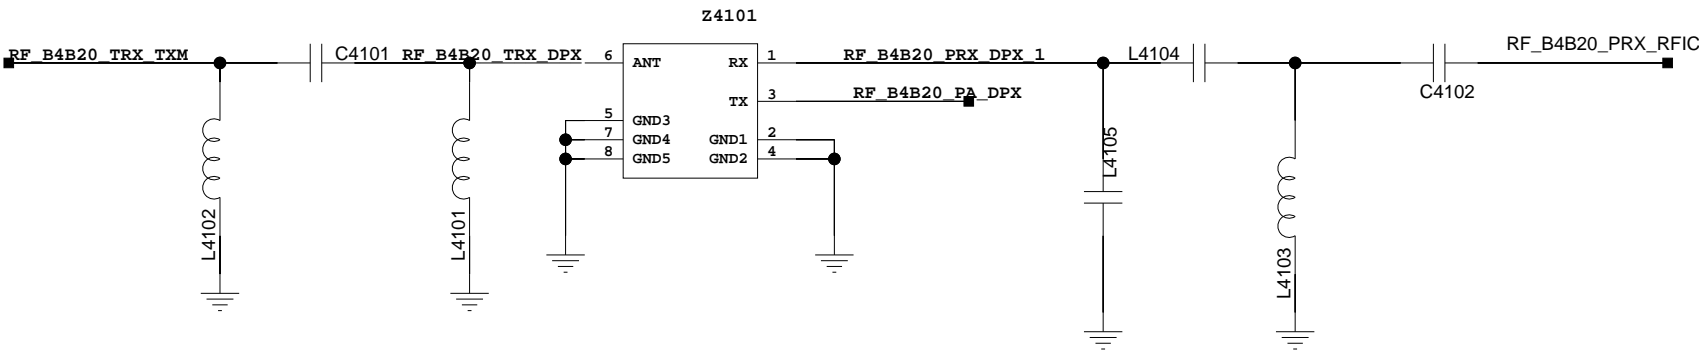 Z4101
RF_B4B20_TRX_TXM
C4101
RF_B4B20_TRX_DPX
6
ANT
RX
1
RF_B4B20_PRX_DPX_1
L4104
RF_B4B20_PRX_RFIC
C4102
TX
3
RF_B4B20_PA_DPX
5
GND3
7
GND4
GND1
2
8
GND5
GND2
4
L4105
L4102
L4101
L4103